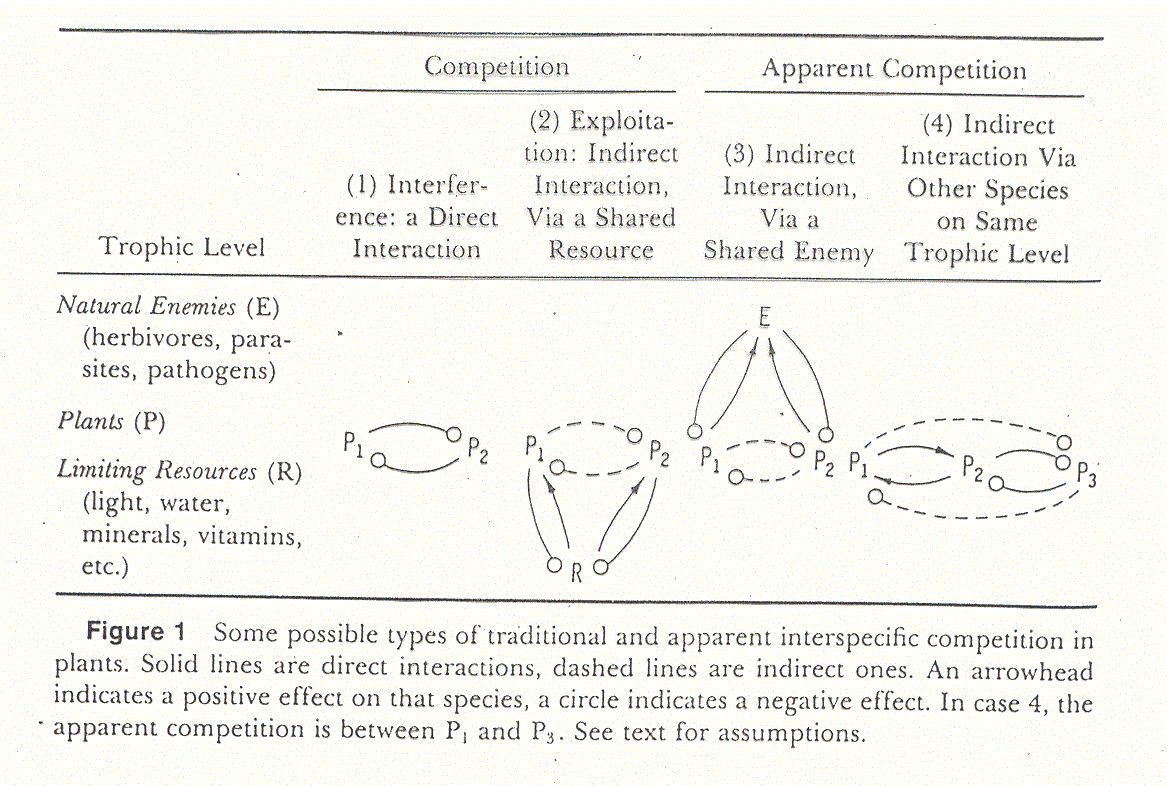 Competition Apparent Competition
(2) Exploita- (4) Indirect
tion: Indirect (3) Indirect Interaction Via
(1) Interfer- Interaction, Interaction, Other Species
ence: a Direct Via a Shared Via a on Same
Trophic Level Interaction Resource Shared Enemy Trophic Level
Natural Enemies (E)
(herbivores, para-
sites, pathogens)
E
Plants (P)
P1 P2 P1 P2 P1 P2 P1 P2 P3
Limiting Resources (R)
(light, water,
minerals, vitamins,
etc.)
R
Figure 1 Some possible types of traditional and apparent interspecific competition in
plants. Solid lines are direct interactions, dashed lines are indirect ones. An arrowhead
indicates a positive effect on that species, a circle indicates a negative effect. In case 4, the
apparent competition is between P1 and P3. See text for assumptions.